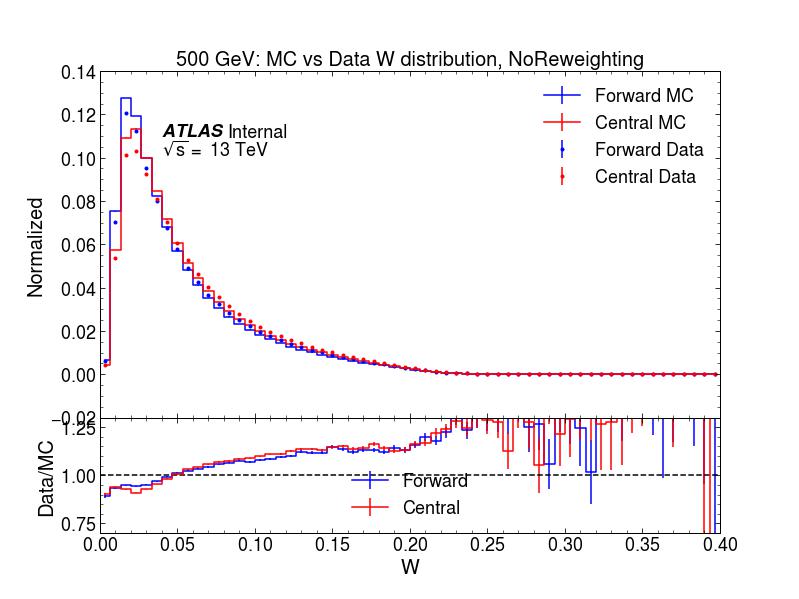 500 GeV: MC vs Data W distribution, NoReweighting
0.14
0.12
0.10
0.08
0.06
0.04
0.02
0.00
−0.02
Normalized
ATLAS Internal
√s = 13 TeV
Forward MC
Central MC
Forward Data
Central Data
1.25
1.00
0.75
Data/MC
Forward
Central
0.00 0.05 0.10 0.15 0.20 0.25 0.30 0.35 0.40
W